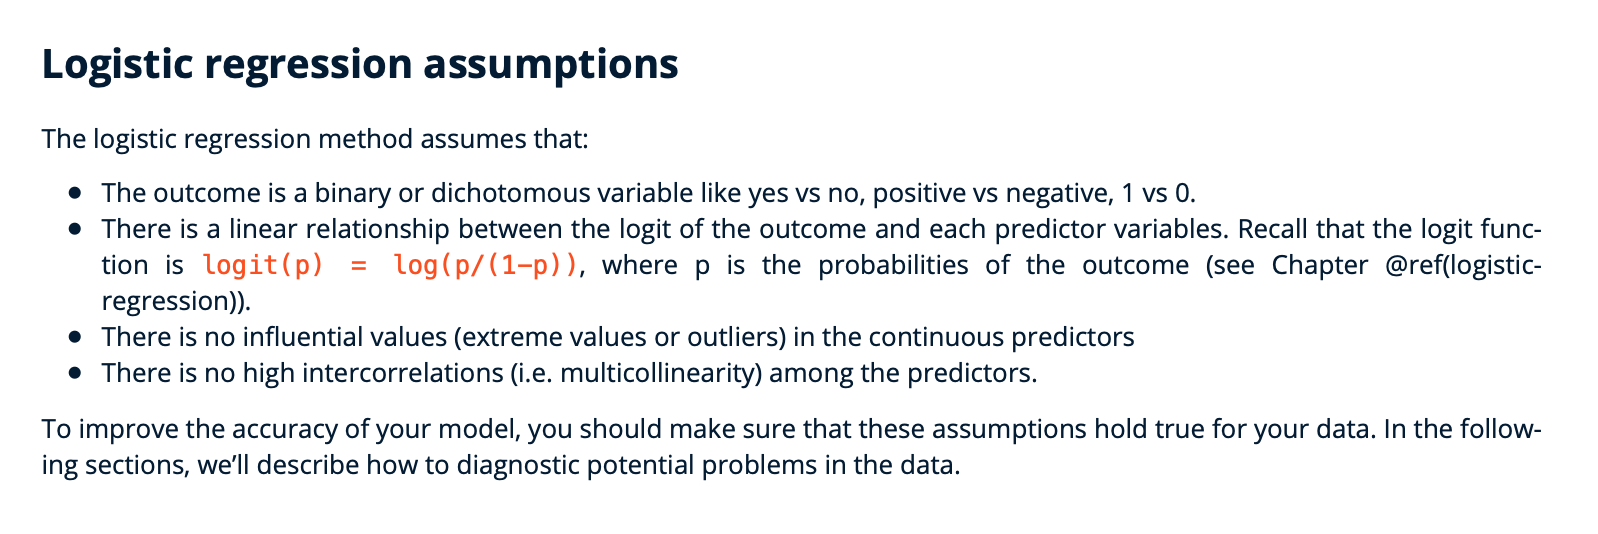 Logistic regression assumptions
The logistic regression method assumes that:
● The outcome is a binary or dichotomous variable like yes vs no, positive vs negative, 1 vs 0.
● There is a linear relationship between the logit of the outcome and each predictor variables. Recall that the logit func-
tion is logit(p) = log(p/(1-p)), where p is the probabilities of the outcome (see Chapter @ref(logistic-
regression)).
● There is no influential values (extreme values or outliers) in the continuous predictors
● There is no high intercorrelations (i.e. multicollinearity) among the predictors.
To improve the accuracy of your model, you should make sure that these assumptions hold true for your data. In the follow-
ing sections, we’ll describe how to diagnostic potential problems in the data.